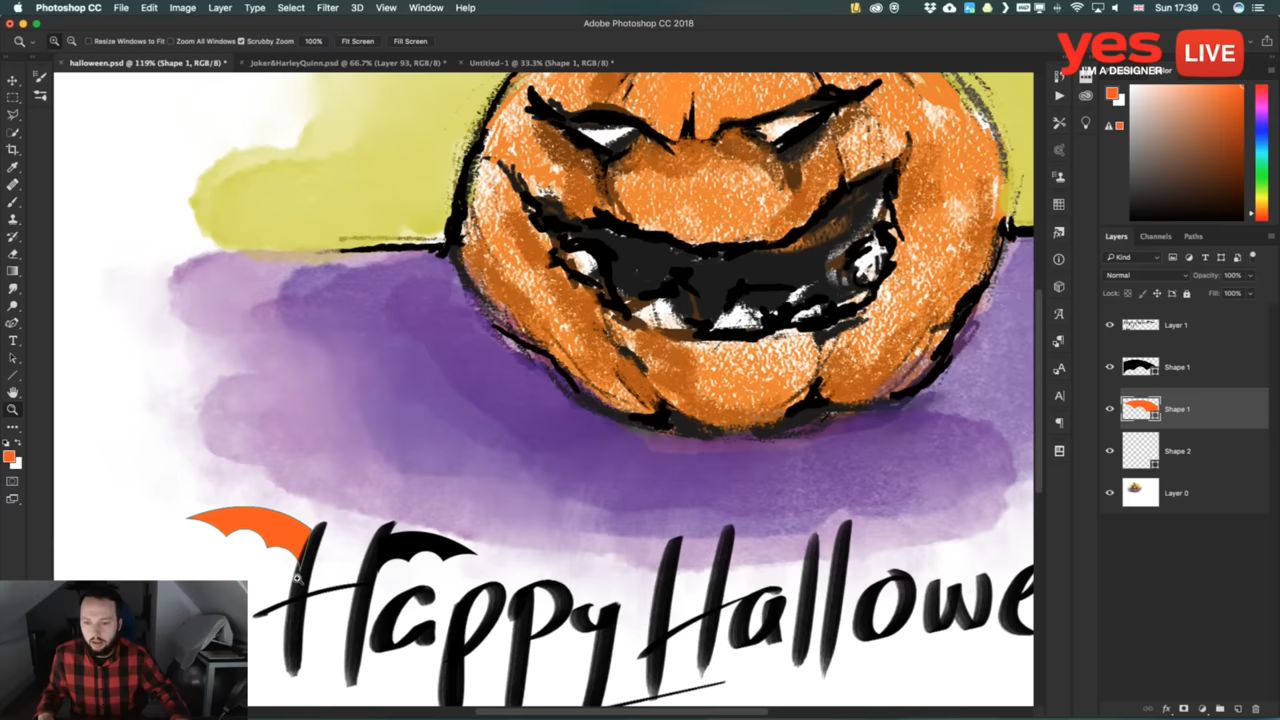 Photoshop CC File Edit Image Layer Type Select Filter 3D View Window Help Sun 17:39
Adobe Photoshop CC 2018
Resize Windows to Fit Zoom All Windows Scrubby Zoom 100% Fit Screen Fill Screen
yes LIVE
I'M A DESIGNER
halloween.psd @ 119% (Shape 1, RGB/8) * Joker&HarleyQuinn.psd @ 66.7% (Layer 93, RGB/8) * Untitled-1 @ 33.3% (Shape 1, RGB/8) *
Layers Channels Paths
Kind
Normal Opacity: 100%
Lock: Fill: 100%
Layer 1
Shape 1
Shape 1
Shape 2
Layer 0
Happy Hallowe